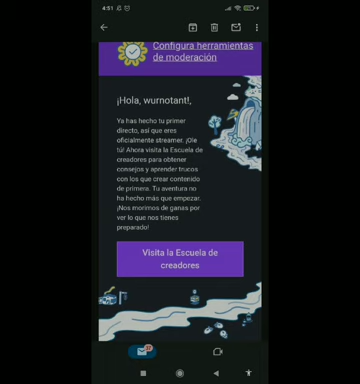 4:51
Configura herramientas
de moderación
¡Hola, wurnotant!,
Ya has hecho tu primer
directo, así que eres
oficialmente streamer. ¡Ole
tú! Ahora visita la Escuela de
creadores para obtener
consejos y aprender trucos
con los que crear contenido
de primera. Tu aventura no
ha hecho más que empezar.
¡Nos morimos de ganas por
ver lo que nos tienes
preparado!
Visita la Escuela de
creadores